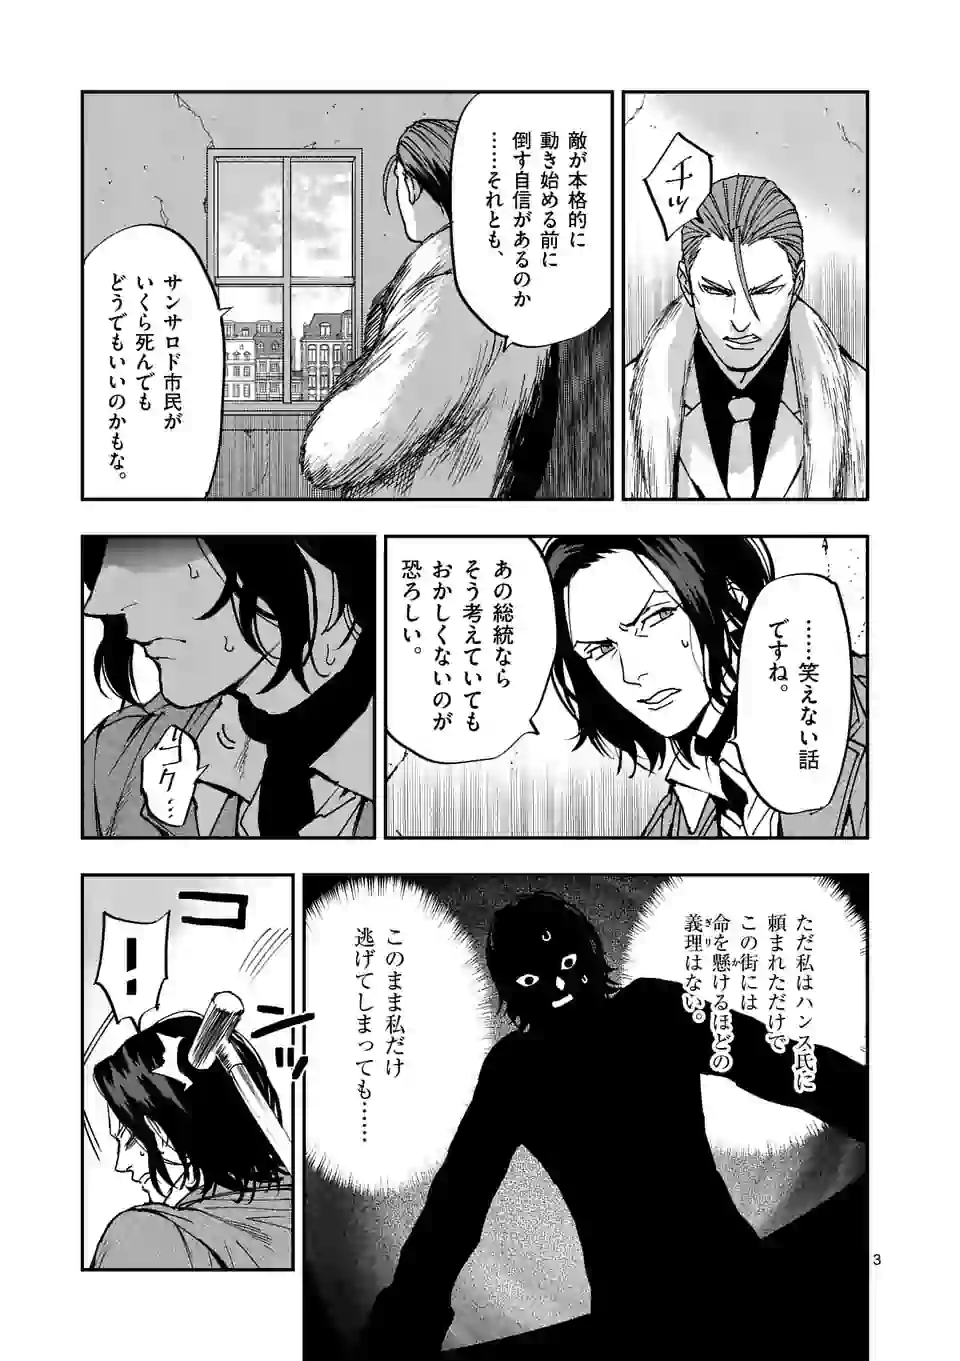 チッ
敵が本格的に
動き始める前に
倒す自信があるのか
……それとも、
サンサロド市民が
いくら死んでも
どうでもいいのかもな。
……笑えない話
ですね。
あの総統なら
そう考えていても
おかしくないのが
恐ろしい。
ゴク…
ただ私はハンス氏に
頼まれただけで
この街には
命を懸けるほどの
義理はない。
このまま私だけ
逃げてしまっても……
コッ
!
3